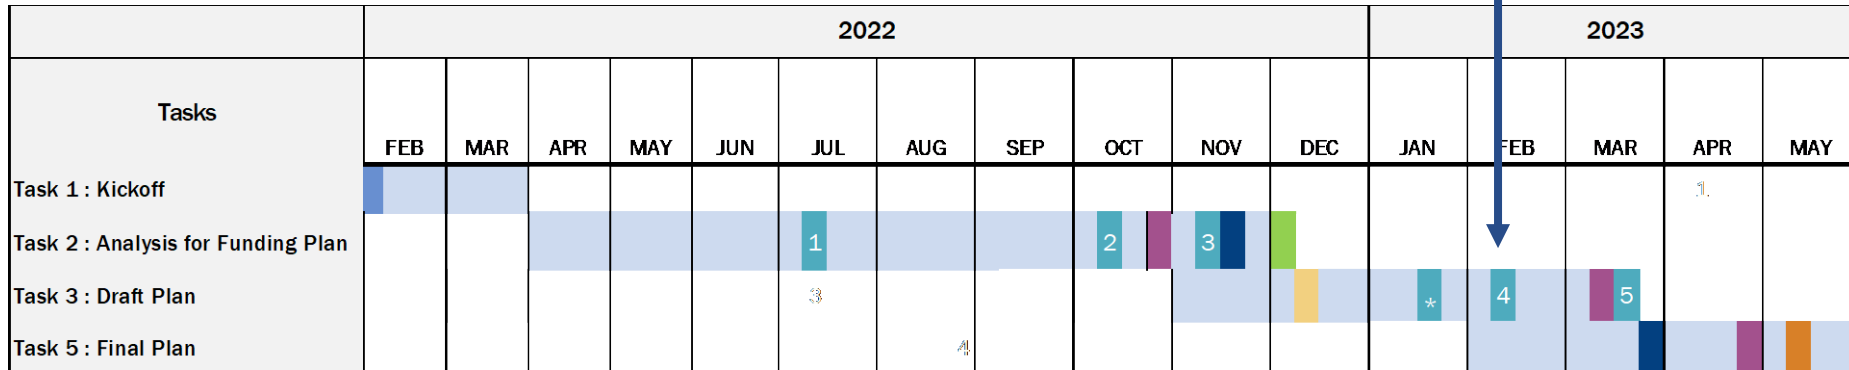 2022 2023
Tasks
FEB MAR APR MAY JUN JUL AUG SEP OCT NOV DEC JAN FEB MAR APR MAY
Task 1 : Kickoff 1
Task 2 : Analysis for Funding Plan 1 2 3
Task 3 : Draft Plan 3 * 4 5
Task 5 : Final Plan 4